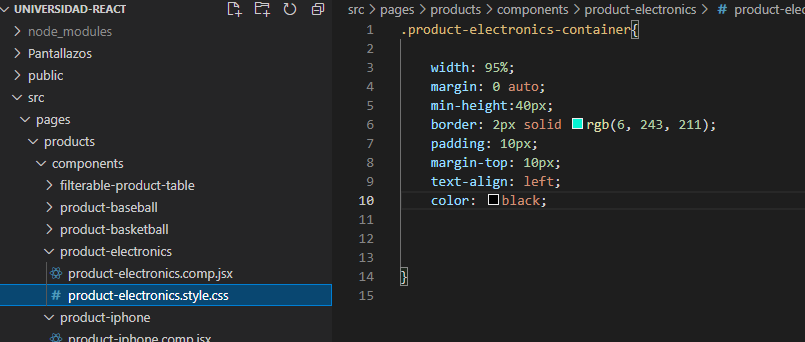 UNIVERSIDAD-REACT
node_modules
Pantallazos
public
src
pages
products
components
filterable-product-table
product-baseball
product-basketball
product-electronics
product-electronics.comp.jsx
# product-electronics.style.css
product-iphone
product-iphone.comp.jsx
src > pages > products > components > product-electronics > # product-elec
1 .product-electronics-container{
2
3 width: 95%;
4 margin: 0 auto;
5 min-height:40px;
6 border: 2px solid rgb(6, 243, 211);
7 padding: 10px;
8 margin-top: 10px;
9 text-align: left;
10 color: black;
11
12
13
14 }
15